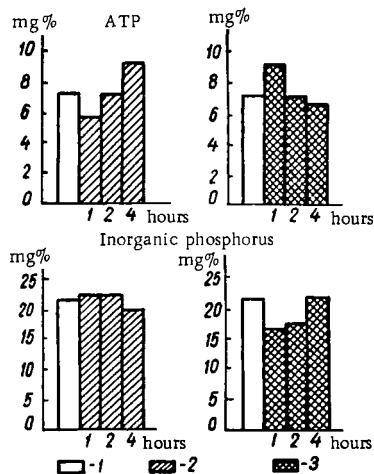 mg% ATP mg%
10 10
8 8
6 6
4 4
2 2
0 0
1 2 4 hours 1 2 4 hours
Inorganic phosphorus
mg% mg%
25 25
20 20
15 15
10 10
5 5
0 0
1 2 4 hours 1 2 4 hours
-1 -2 -3